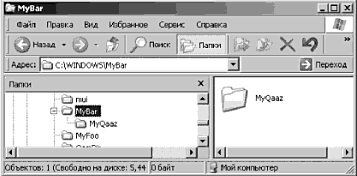 MyBar
Файл Правка Вид Избранное Сервис Справка
Назад Поиск Папки
Адрес: C:\WINDOWS\MyBar Переход
Папки
mui
MyBar
MyQaaz
MyFoo
MyQaaz
Объектов: 1 (Свободно на диске: 5,44 0 байт Мой компьютер